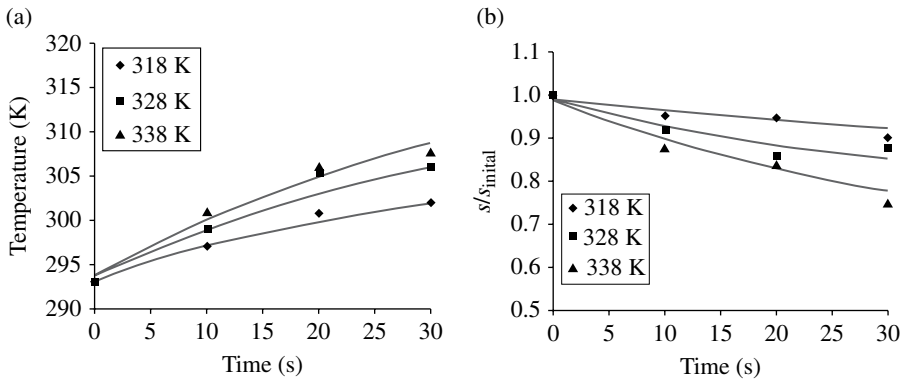 (a)
320
315
310
305
300
295
290
Temperature (K)
318 K
328 K
338 K
0 5 10 15 20 25 30
Time (s)
(b)
1.1
1.0
0.9
0.8
0.7
0.6
0.5
s/s inital
318 K
328 K
338 K
0 5 10 15 20 25 30
Time (s)